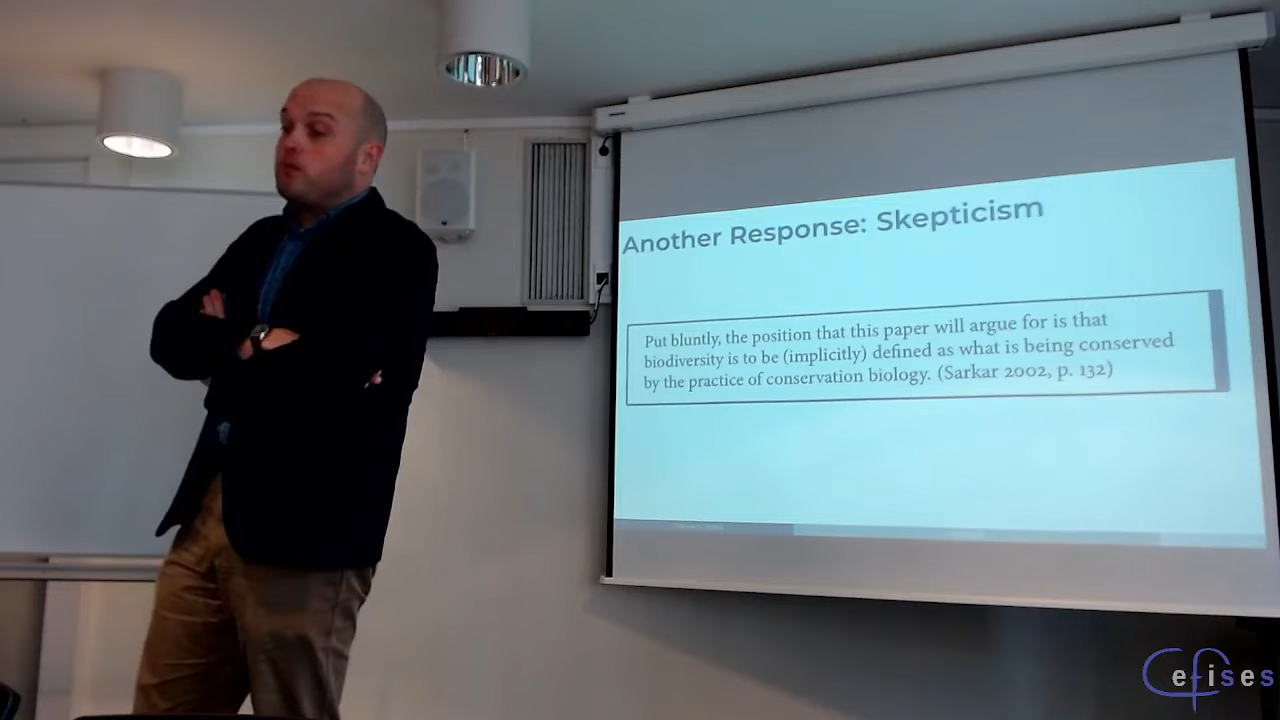 Another Response: Skepticism
Put bluntly, the position that this paper will argue for is that
biodiversity is to be (implicitly) defined as what is being conserved
by the practice of conservation biology. (Sarkar 2002, p. 132)
efises